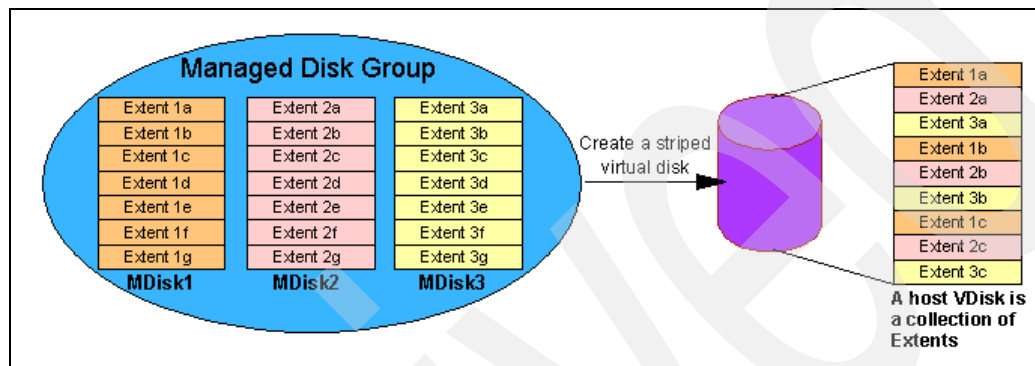 Managed Disk Group
Extent 1a
Extent 1b
Extent 1c
Extent 1d
Extent 1e
Extent 1f
Extent 1g
MDisk1
Extent 2a
Extent 2b
Extent 2c
Extent 2d
Extent 2e
Extent 2f
Extent 2g
MDisk2
Extent 3a
Extent 3b
Extent 3c
Extent 3d
Extent 3e
Extent 3f
Extent 3g
MDisk3
Create a striped
virtual disk
Extent 1a
Extent 2a
Extent 3a
Extent 1b
Extent 2b
Extent 3b
Extent 1c
Extent 2c
Extent 3c
A host VDisk is
a collection of
Extents